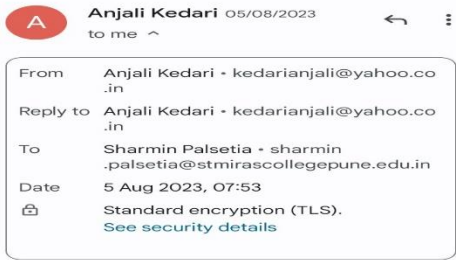 A
Anjali Kedari 05/08/2023
to me ^
From Anjali Kedari • kedarianjali@yahoo.co
.in
Reply to Anjali Kedari • kedarianjali@yahoo.co
.in
To Sharmin Palsetia • sharmin
.palsetia@stmirascollegepune.edu.in
Date 5 Aug 2023, 07:53
Standard encryption (TLS).
See security details